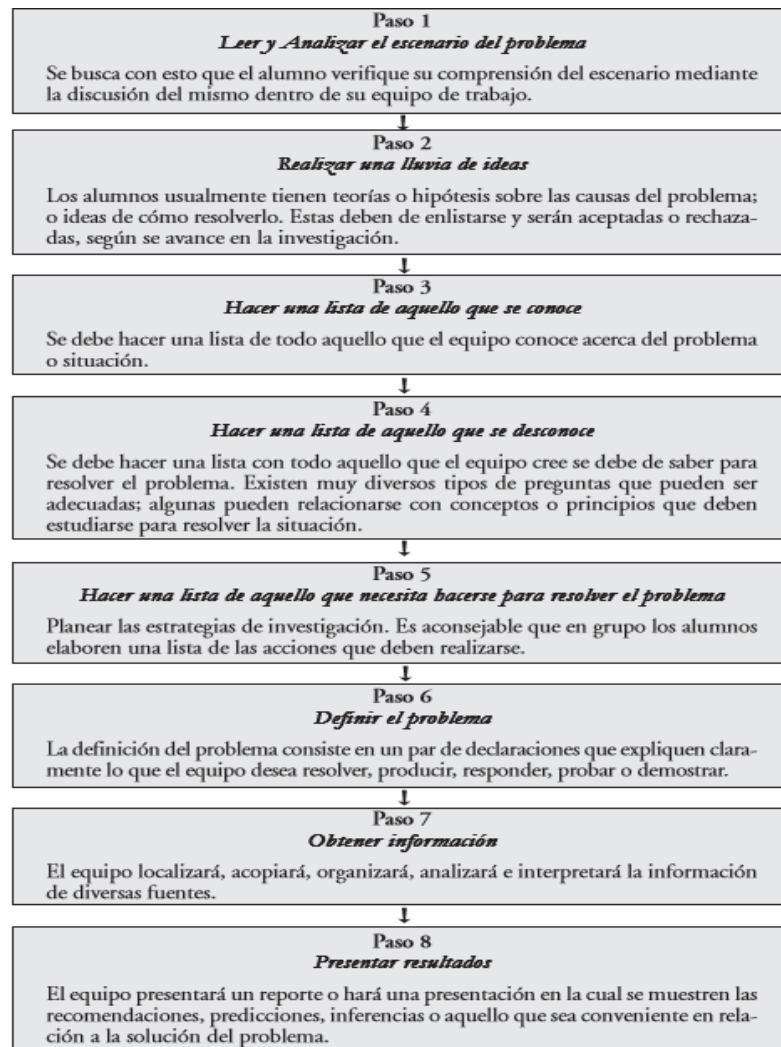 Paso 1
Leer y Analizar el escenario del problema
Se busca con esto que el alumno verifique su comprensión del escenario mediante
la discusión del mismo dentro de su equipo de trabajo.
Paso 2
Realizar una lluvia de ideas
Los alumnos usualmente tienen teorías o hipótesis sobre las causas del problema;
o ideas de cómo resolverlo. Estas deben de enlistarse y serán aceptadas o rechaza-
das, según se avance en la investigación.
Paso 3
Hacer una lista de aquello que se conoce
Se debe hacer una lista de todo aquello que el equipo conoce acerca del problema
o situación.
Paso 4
Hacer una lista de aquello que se desconoce
Se debe hacer una lista con todo aquello que el equipo cree se debe de saber para
resolver el problema. Existen muy diversos tipos de preguntas que pueden ser
adecuadas; algunas pueden relacionarse con conceptos o principios que deben
estudiarse para resolver la situación.
Paso 5
Hacer una lista de aquello que necesita hacerse para resolver el problema
Planear las estrategias de investigación. Es aconsejable que en grupo los alumnos
elaboren una lista de las acciones que deben realizarse.
Paso 6
Definir el problema
La definición del problema consiste en un par de declaraciones que expliquen clara-
mente lo que el equipo desea resolver, producir, responder, probar o demostrar.
Paso 7
Obtener información
El equipo localizará, acopiará, organizará, analizará e interpretará la información
de diversas fuentes.
Paso 8
Presentar resultados
El equipo presentará un reporte o hará una presentación en la cual se muestren las
recomendaciones, predicciones, inferencias o aquello que sea conveniente en rela-
ción a la solución del problema.